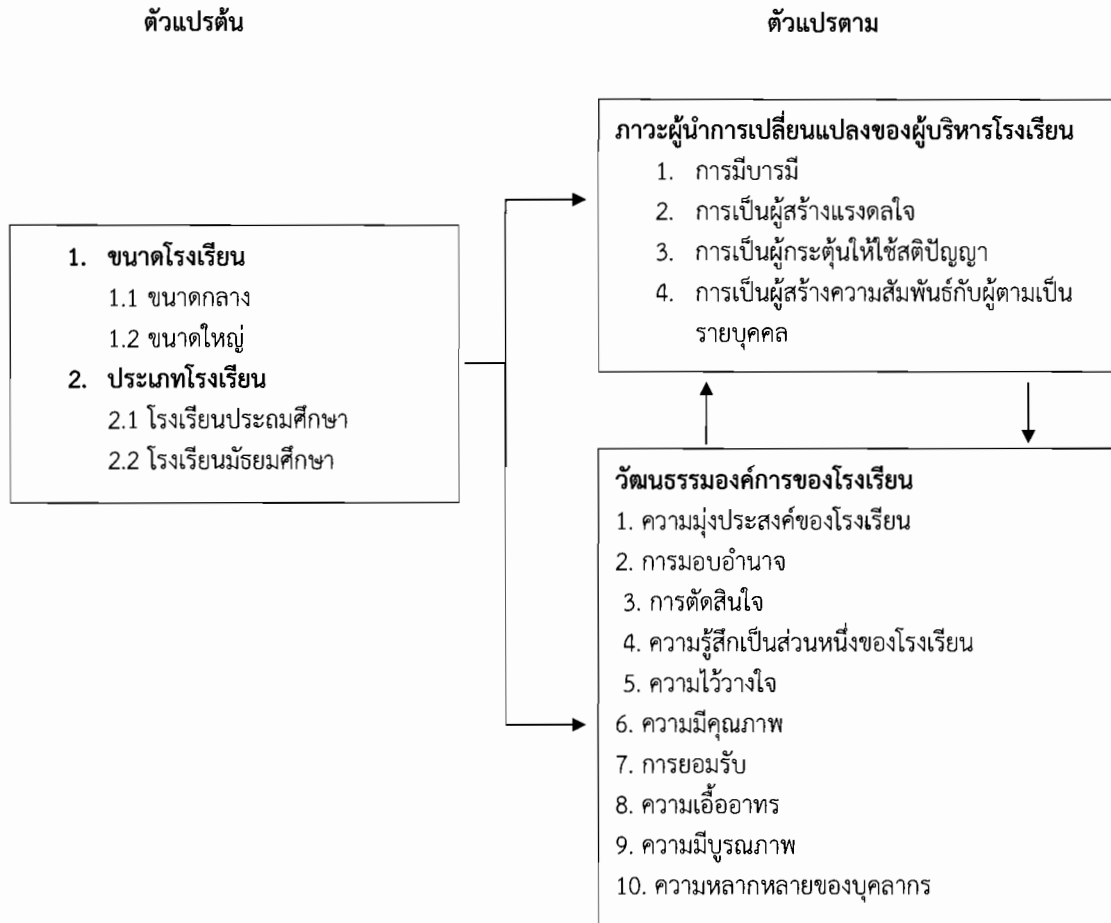 ตัวแปรต้น
ตัวแปรตาม
1. ขนาดโรงเรียน
1.1 ขนาดกลาง
1.2 ขนาดใหญ่
2. ประเภทโรงเรียน
2.1 โรงเรียนประถมศึกษา
2.2 โรงเรียนมัธยมศึกษา
ภาวะผู้นำการเปลี่ยนแปลงของผู้บริหารโรงเรียน
1. การมีบารมี
2. การเป็นผู้สร้างแรงดลใจ
3. การเป็นผู้กระตุ้นให้ใช้สติปัญญา
4. การเป็นผู้สร้างความสัมพันธ์กับผู้ตามเป็น
รายบุคคล
วัฒนธรรมองค์การของโรงเรียน
1. ความมุ่งประสงค์ของโรงเรียน
2. การมอบอำนาจ
3. การตัดสินใจ
4. ความรู้สึกเป็นส่วนหนึ่งของโรงเรียน
5. ความไว้วางใจ
6. ความมีคุณภาพ
7. การยอมรับ
8. ความเอื้ออาทร
9. ความมีบูรณภาพ
10. ความหลากหลายของบุคลากร